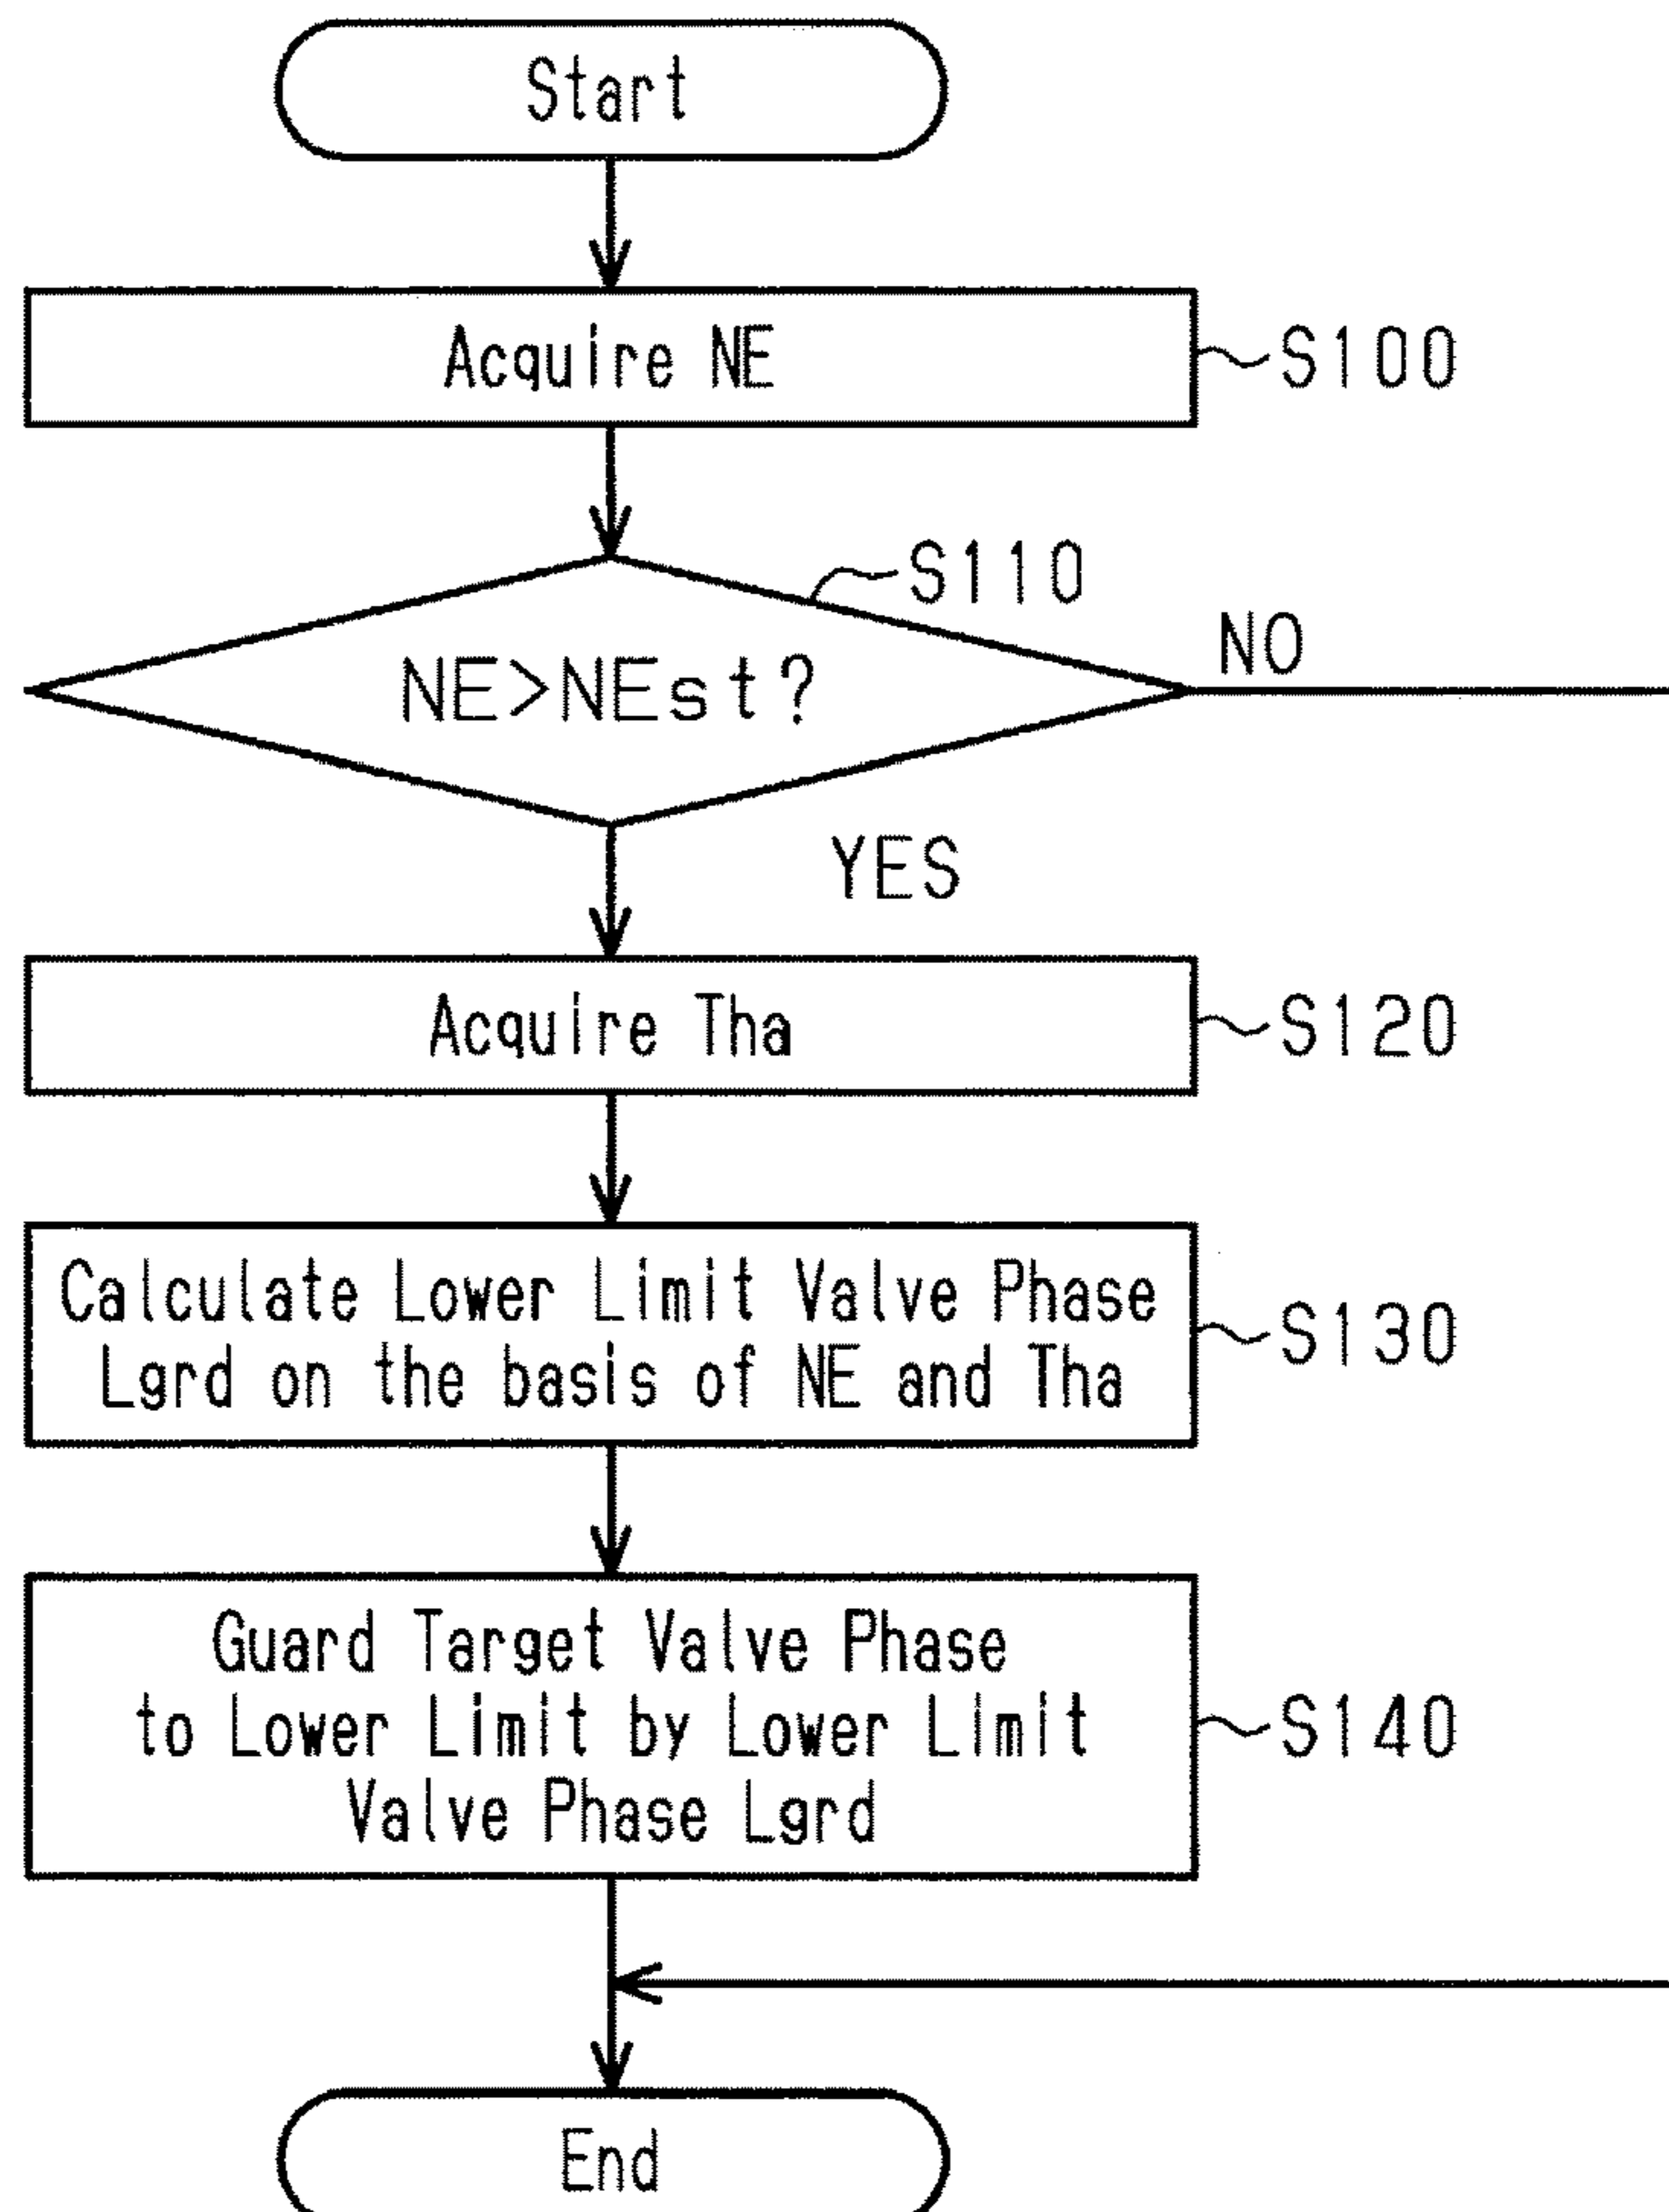 Start
Acquire NE
S100
S110
NE>NEst?
NO
YES
Acquire Tha
S120
Calculate Lower Limit Valve Phase
Lgrd on the basis of NE and Tha
S130
Guard Target Valve Phase
to Lower Limit by Lower Limit
Valve Phase Lgrd
S140
End